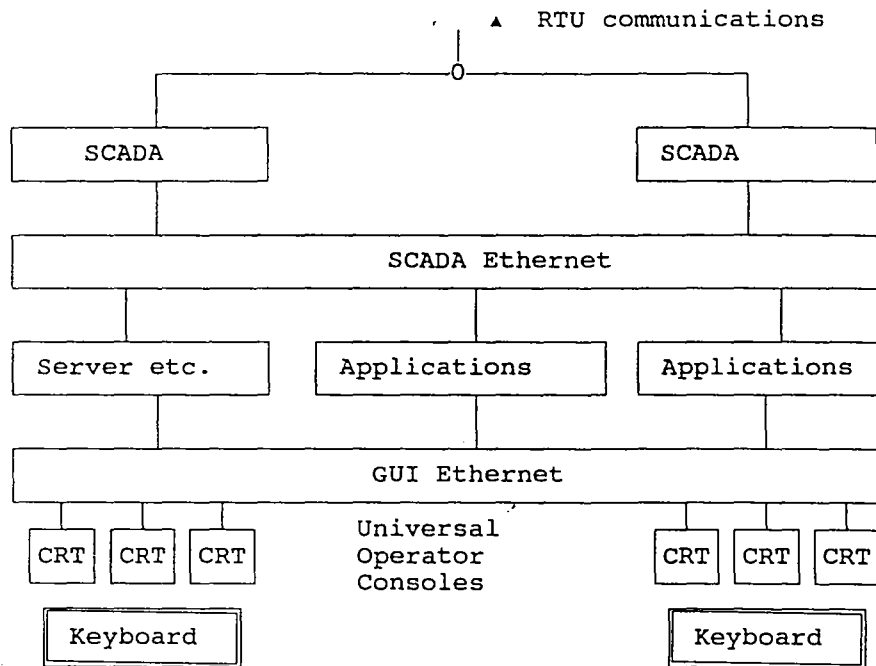 RTU communications
O
SCADA SCADA
SCADA Ethernet
Server etc. Applications Applications
GUI Ethernet
CRT CRT CRT CRT CRT CRT
Universal
Operator
Consoles
Keyboard Keyboard